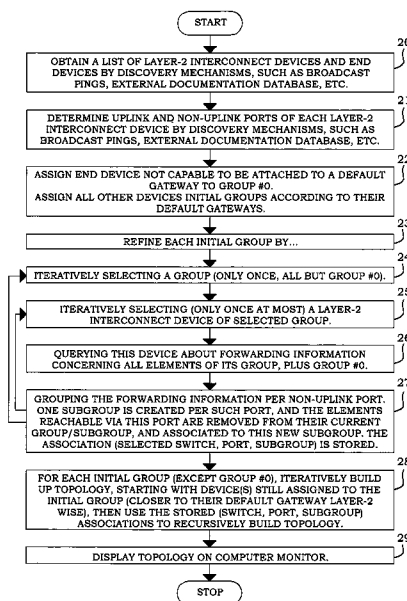 START
20
OBTAIN A LIST OF LAYER-2 INTERCONNECT DEVICES AND END
DEVICES BY DISCOVERY MECHANISMS, SUCH AS BROADCAST
PINGS, EXTERNAL DOCUMENTATION DATABASE, ETC.
21
DETERMINE UPLINK AND NON-UPLINK PORTS OF EACH LAYER-2
INTERCONNECT DEVICE BY DISCOVERY MECHANISMS, SUCH AS
BROADCAST PINGS, EXTERNAL DOCUMENTATION DATABASE, ETC.
22
ASSIGN END DEVICE NOT CAPABLE TO BE ATTACHED TO A DEFAULT
GATEWAY TO GROUP #0.
ASSIGN ALL OTHER DEVICES INITIAL GROUPS ACCORDING TO THEIR
DEFAULT GATEWAYS.
23
REFINE EACH INITIAL GROUP BY...
24
ITERATIVELY SELECTING A GROUP (ONLY ONCE, ALL BUT GROUP #0).
25
ITERATIVELY SELECTING (ONLY ONCE AT MOST) A LAYER-2
INTERCONNECT DEVICE OF SELECTED GROUP.
26
QUERYING THIS DEVICE ABOUT FORWARDING INFORMATION
CONCERNING ALL ELEMENTS OF ITS GROUP, PLUS GROUP #0.
27
GROUPING THE FORWARDING INFORMATION PER NON-UPLINK PORT.
ONE SUBGROUP IS CREATED PER SUCH PORT, AND THE ELEMENTS
REACHABLE VIA THIS PORT ARE REMOVED FROM THEIR CURRENT
GROUP/SUBGROUP, AND ASSOCIATED TO THIS NEW SUBGROUP. THE
ASSOCIATION (SELECTED SWITCH, PORT, SUBGROUP) IS STORED.
28
FOR EACH INITIAL GROUP (EXCEPT GROUP #0), ITERATIVELY BUILD
UP TOPOLOGY, STARTING WITH DEVICE(S) STILL ASSIGNED TO THE
INITIAL GROUP (CLOSER TO THEIR DEFAULT GATEWAY LAYER-2
WISE), THEN USE THE STORED (SWITCH, PORT, SUBGROUP)
ASSOCIATIONS TO RECURSIVELY BUILD TOPOLOGY.
29
DISPLAY TOPOLOGY ON COMPUTER MONITOR.
STOP